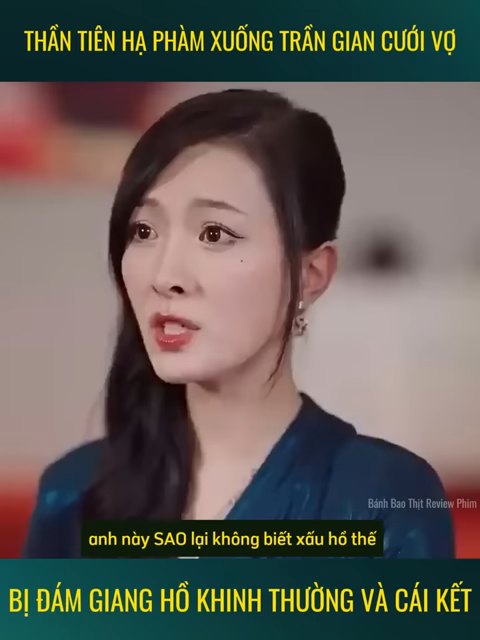 THẦN TIÊN HẠ PHÀM XUỐNG TRẦN GIAN CƯỚI VỢ
Bánh Bao Thịt Review Phim
anh này SAO lại không biết xấu hổ thế
BỊ ĐÁM GIANG HỒ KHINH THƯỜNG VÀ CÁI KẾT